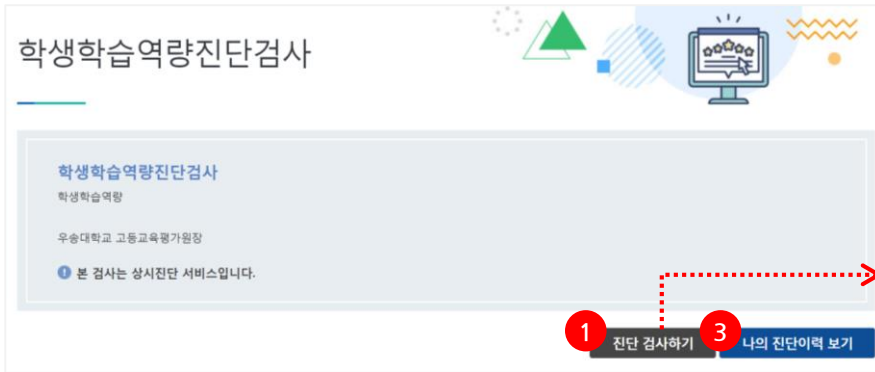 학생학습역량진단검사
학생학습역량진단검사
학생학습역량
우송대학교 고등교육평가원장
! 본 검사는 상시진단 서비스입니다.
1 진단 검사하기 3 나의 진단이력 보기